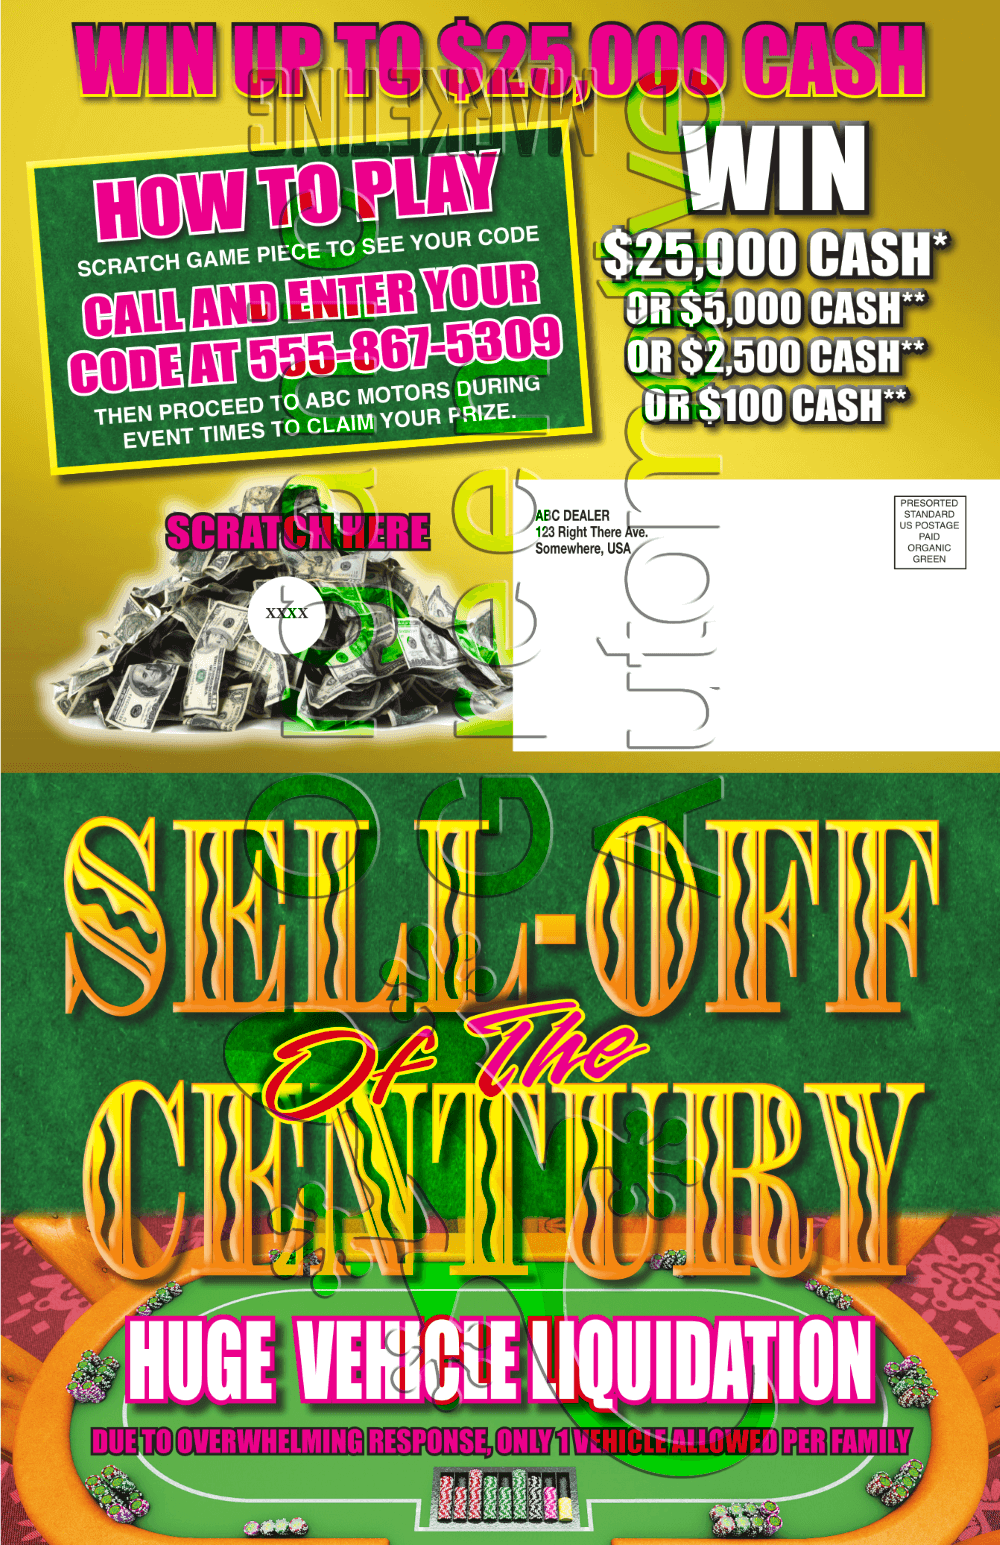 WIN UP TO $25,000 CASH
HOW TO PLAY
SCRATCH GAME PIECE TO SEE YOUR CODE
CALL AND ENTER YOUR
CODE AT 555-867-5309
THEN PROCEED TO ABC MOTORS DURING
EVENT TIMES TO CLAIM YOUR PRIZE.
WIN
$25,000 CASH*
OR $5,000 CASH**
OR $2,500 CASH**
OR $100 CASH**
SCRATCH HERE
XXXX
ABC DEALER
123 Right There Ave.
Somewhere, USA
PRESORTED
STANDARD
US POSTAGE
PAID
ORGANIC
GREEN
SELL-OFF
Of The
CENTURY
HUGE VEHICLE LIQUIDATION
DUE TO OVERWHELMING RESPONSE, ONLY 1 VEHICLE ALLOWED PER FAMILY
Organic
Green
Automotive
MARKETING